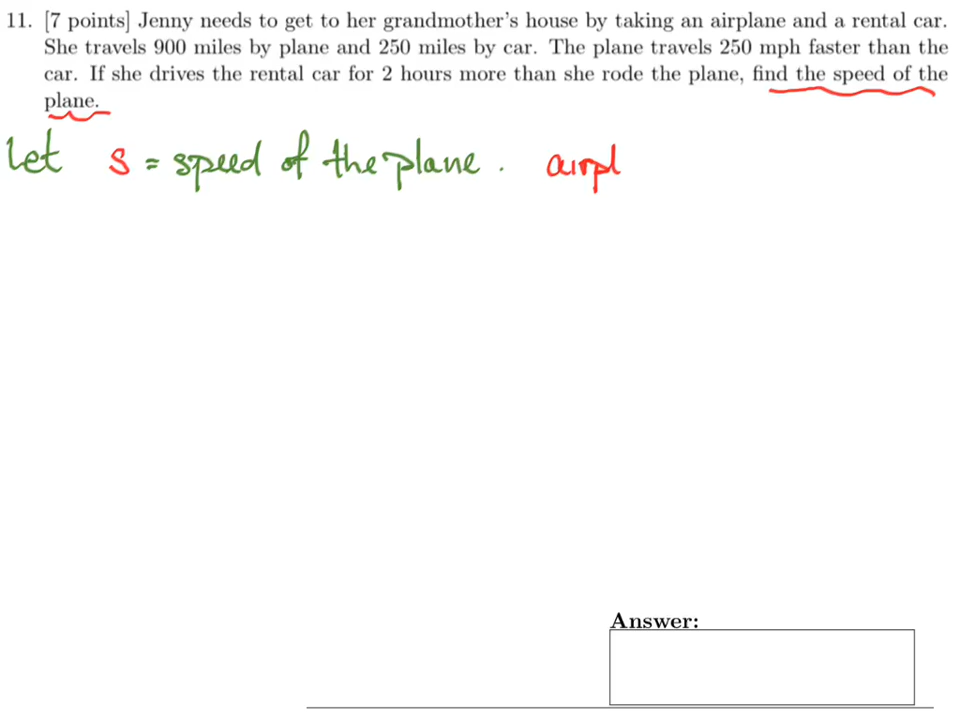 11. [7 points] Jenny needs to get to her grandmother's house by taking an airplane and a rental car.
She travels 900 miles by plane and 250 miles by car. The plane travels 250 mph faster than the
car. If she drives the rental car for 2 hours more than she rode the plane, find the speed of the
plane.
Let s = speed of the plane. airpl
Answer: